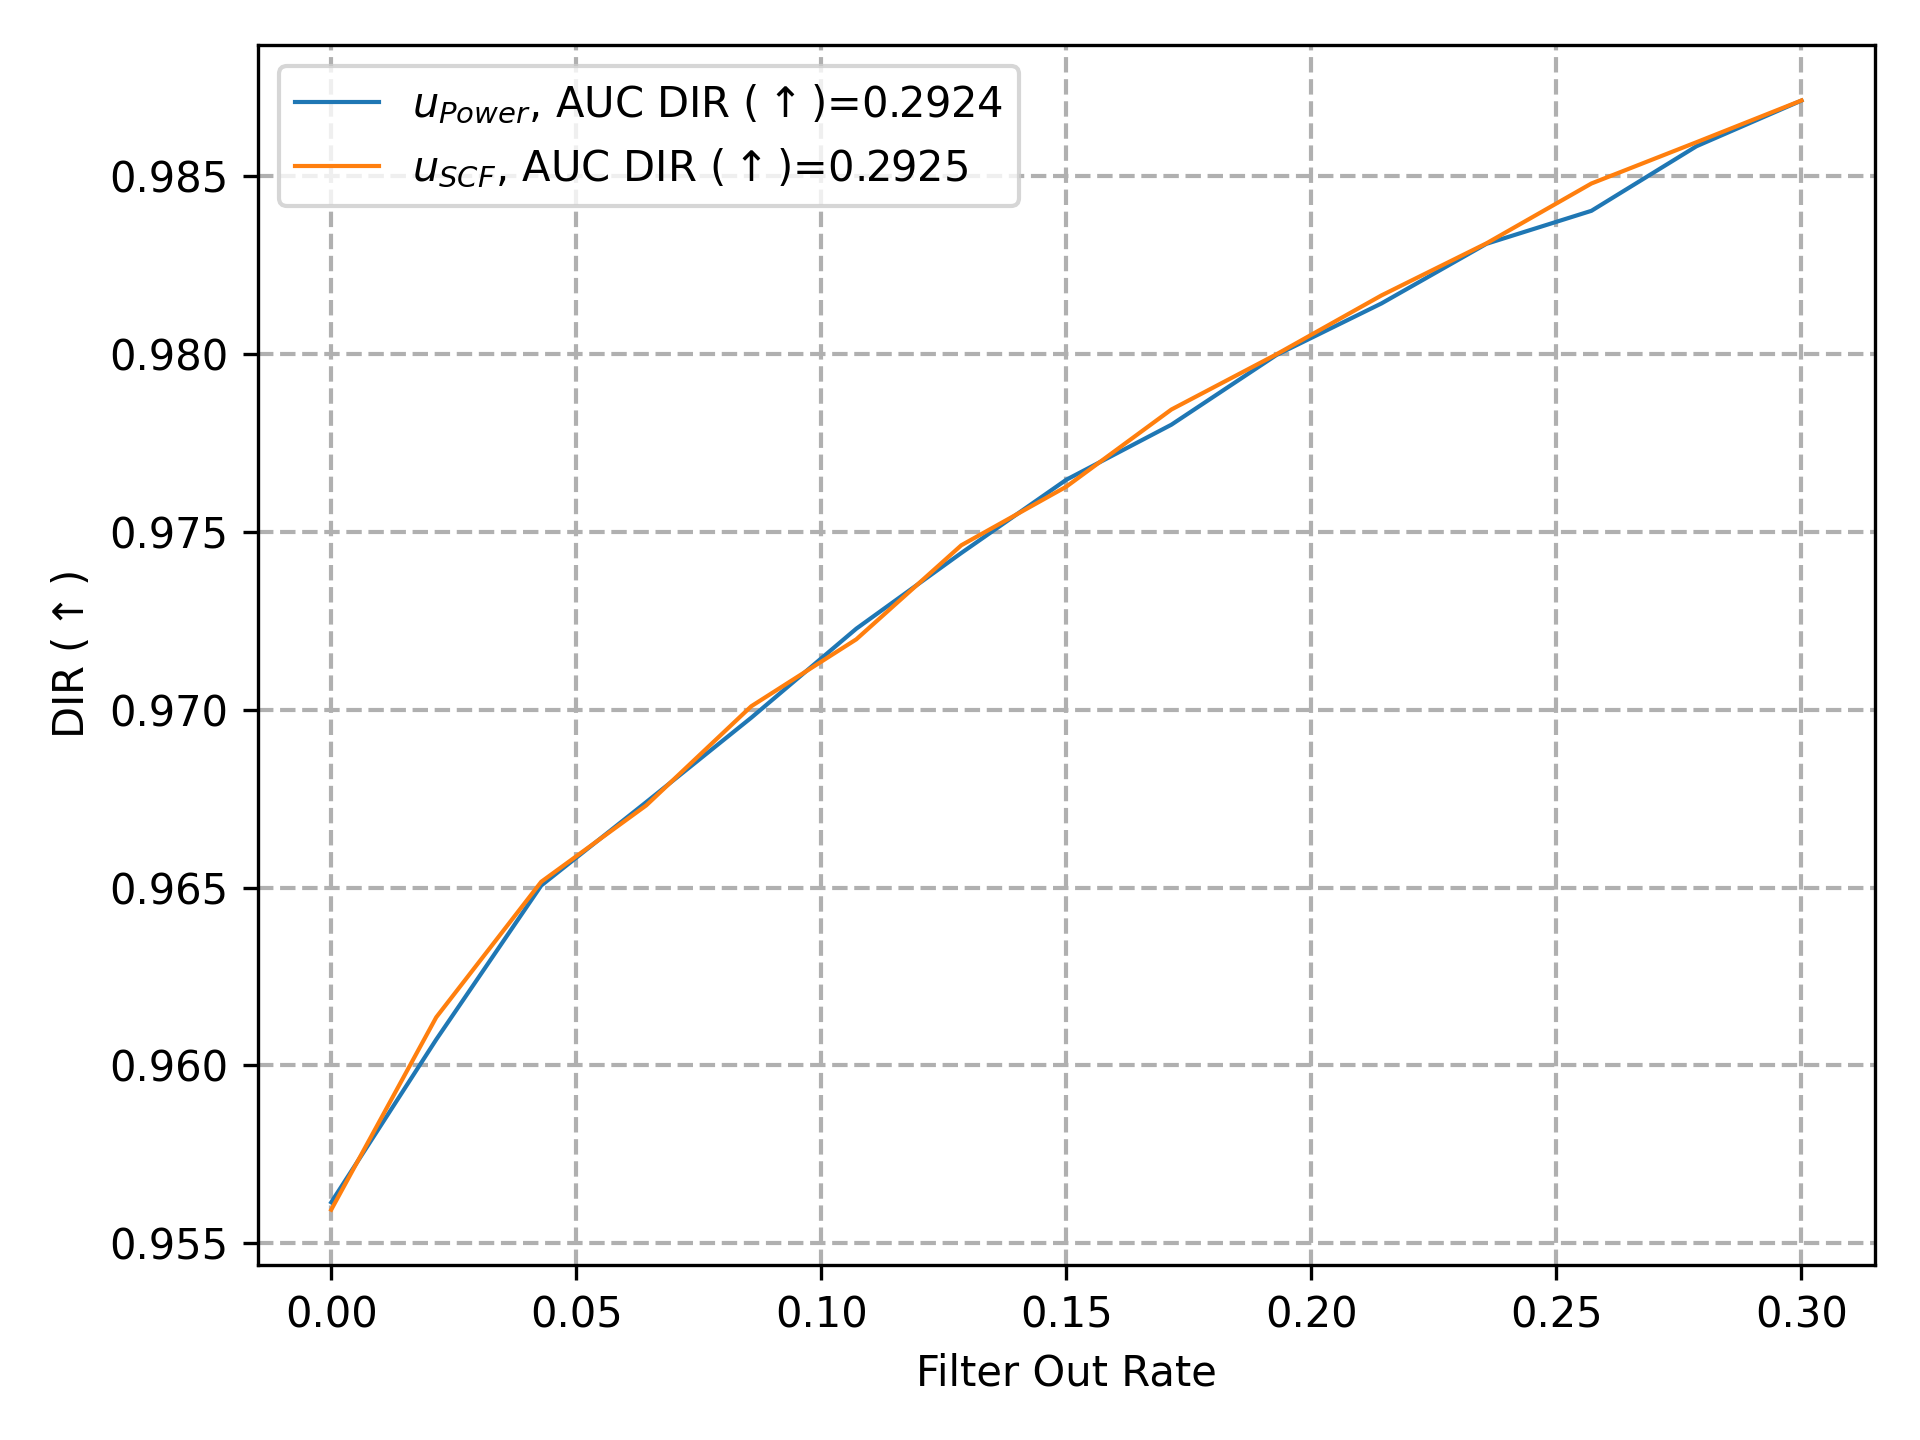 u_Power, AUC DIR (↑)=0.2924
u_SCF, AUC DIR (↑)=0.2925
DIR (↑)
0.985
0.980
0.975
0.970
0.965
0.960
0.955
0.00 0.05 0.10 0.15 0.20 0.25 0.30
Filter Out Rate